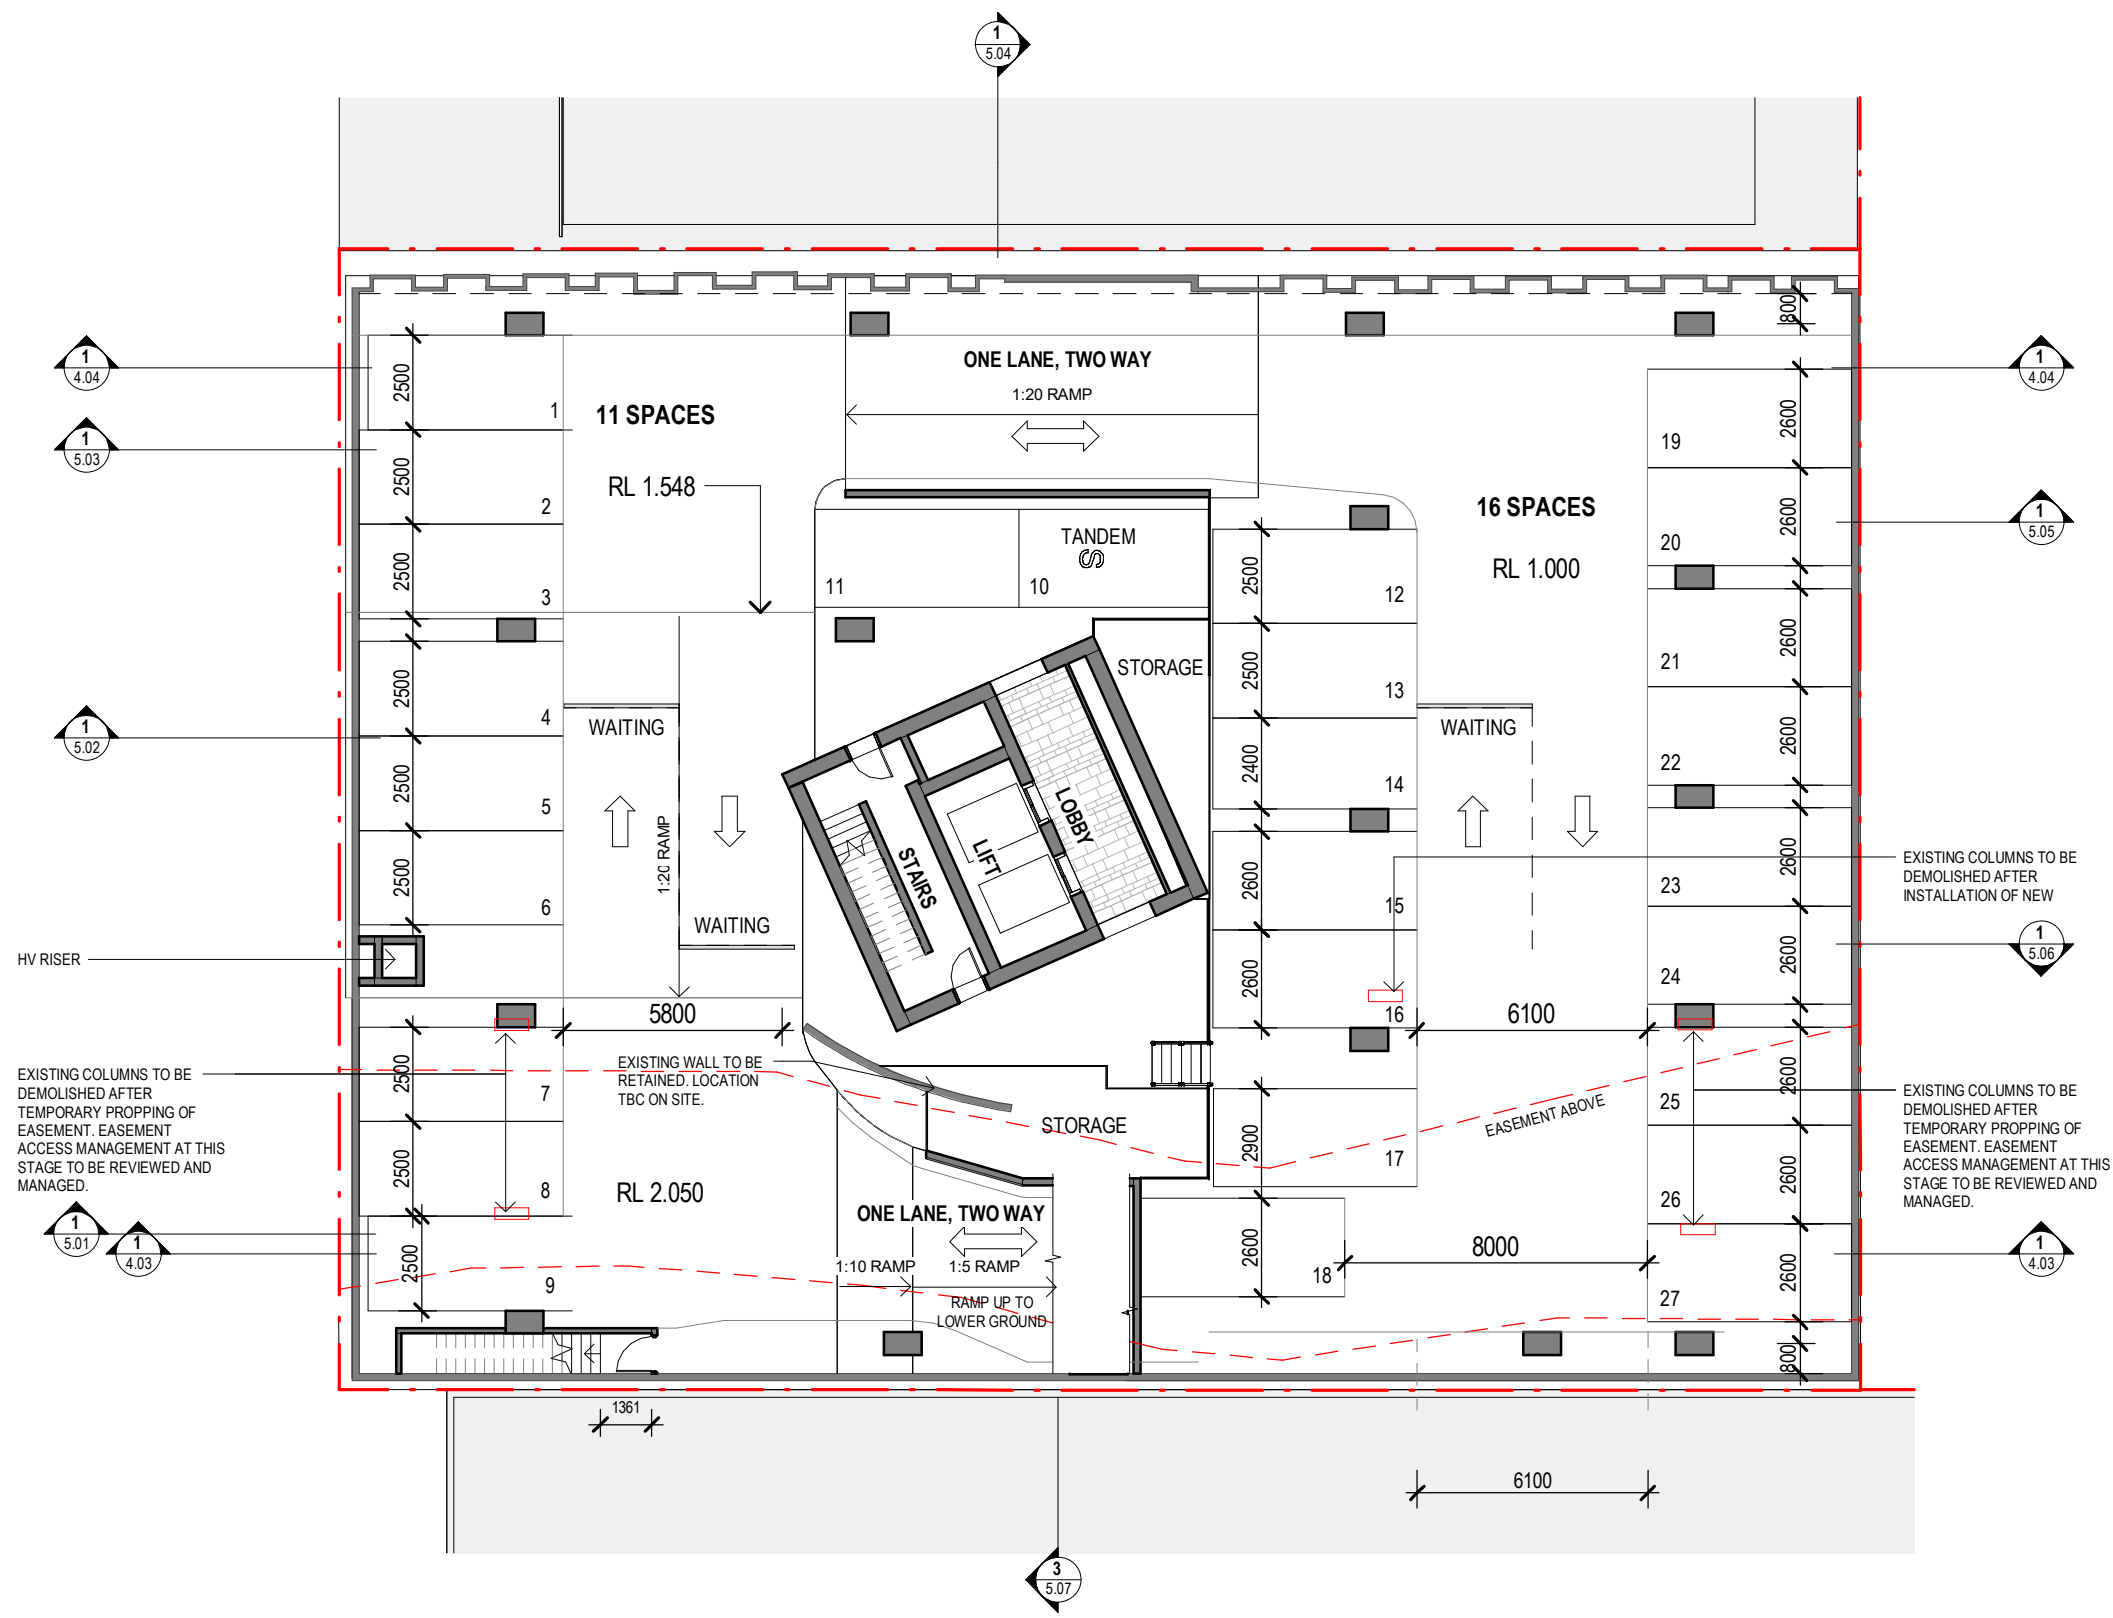 1
5.04
ONE LANE, TWO WAY
1:20 RAMP
11 SPACES
RL 1.548
16 SPACES
RL 1.000
TANDEM
S
800
1
4.04
1
5.03
1
5.02
HV RISER
EXISTING COLUMNS TO BE
DEMOLISHED AFTER
TEMPORARY PROPPING OF
EASEMENT. EASEMENT
ACCESS MANAGEMENT AT THIS
STAGE TO BE REVIEWED AND
MANAGED.
1
5.01
1
4.03
2500
1
2500
2
2500
3
2500
4
2500
5
2500
6
2500
7
2500
8
2500
9
WAITING
1:20 RAMP
WAITING
5800
EXISTING WALL TO BE
RETAINED. LOCATION
TBC ON SITE.
RL 2.050
11
10
STORAGE
LOBBY
LIFT
STAIRS
STORAGE
ONE LANE, TWO WAY
1:10 RAMP
1:5 RAMP
RAMP UP TO
LOWER GROUND
2500
12
2500
13
2400
14
2600
15
2600
16
2900
17
2600
18
WAITING
6100
EASEMENT ABOVE
8000
2600
19
2600
20
2600
21
2600
22
2600
23
2600
24
2600
25
2600
26
2600
27
800
1
4.04
1
5.05
EXISTING COLUMNS TO BE
DEMOLISHED AFTER
INSTALLATION OF NEW
1
5.06
EXISTING COLUMNS TO BE
DEMOLISHED AFTER
TEMPORARY PROPPING OF
EASEMENT. EASEMENT
ACCESS MANAGEMENT AT THIS
STAGE TO BE REVIEWED AND
MANAGED.
1
4.03
1361
6100
3
5.07